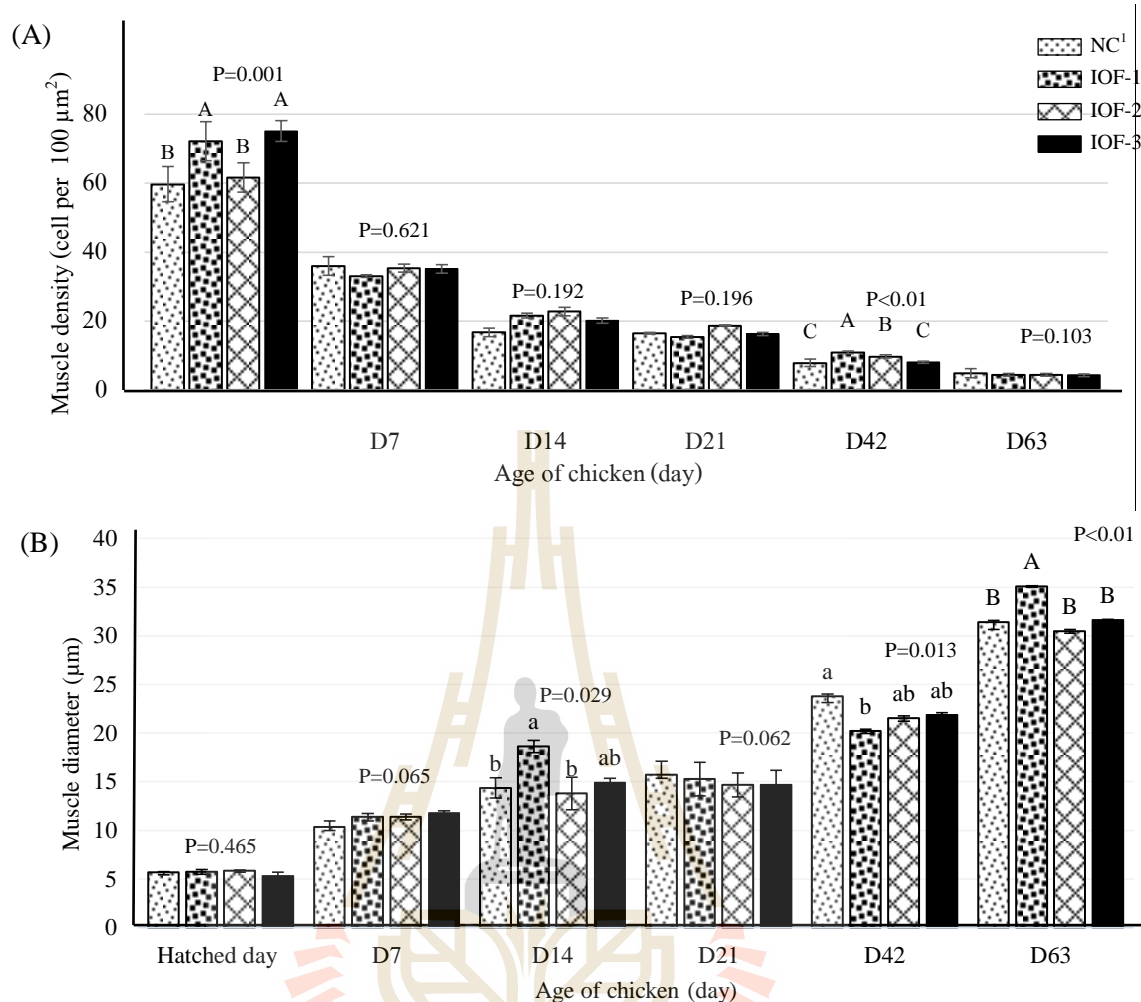 (A)
Muscle density (cell per 100 µm²)
80
60
40
20
0
P=0.001
B A B A
P=0.621
P=0.192
P=0.196
P<0.01
C A B C
P=0.103
NC¹
IOF-1
IOF-2
IOF-3
D7 D14 D21 D42 D63
Age of chicken (day)
(B)
Muscle diameter (µm)
40
35
30
25
20
15
10
5
0
P=0.465
P=0.065
P=0.029
b a b ab
P=0.062
P=0.013
a b ab ab
P<0.01
B A B B
Hatched day D7 D14 D21 D42 D63
Age of chicken (day)